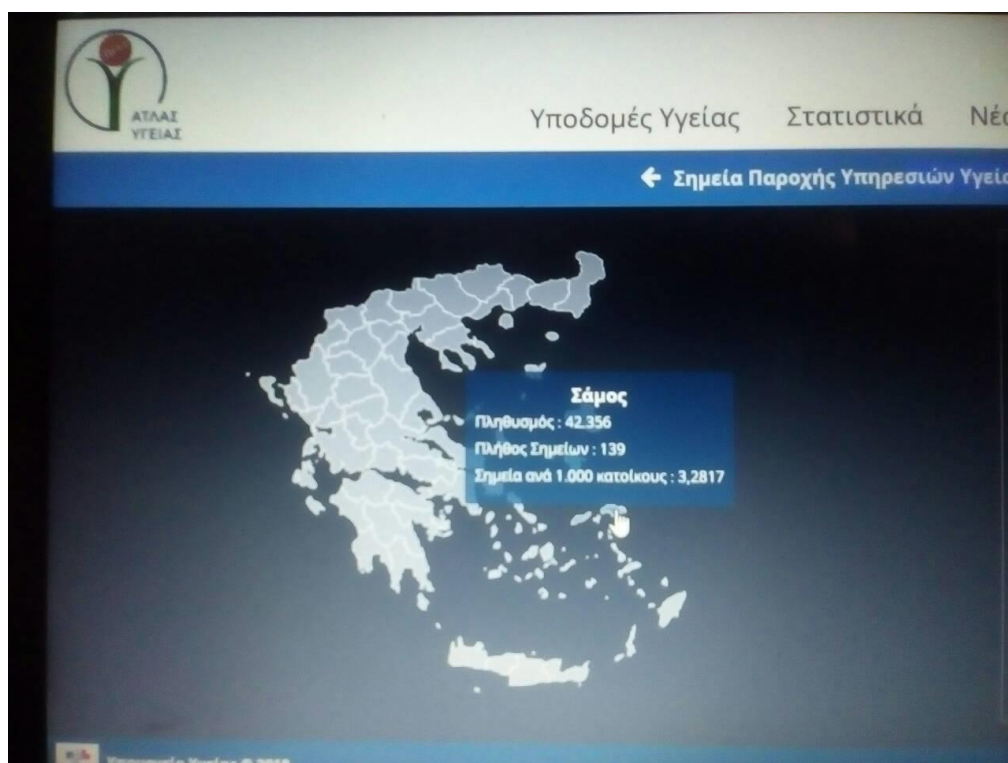 ΑΤΛΑΣ
ΥΓΕΙΑΣ
Υποδομές Υγείας Στατιστικά
Σημεία Παροχής Υπηρεσιών
Σάμος
Πληθυσμός : 42.356
Πλήθος Σημείων : 139
Σημεία ανά 1.000 κατοίκους : 3,2817